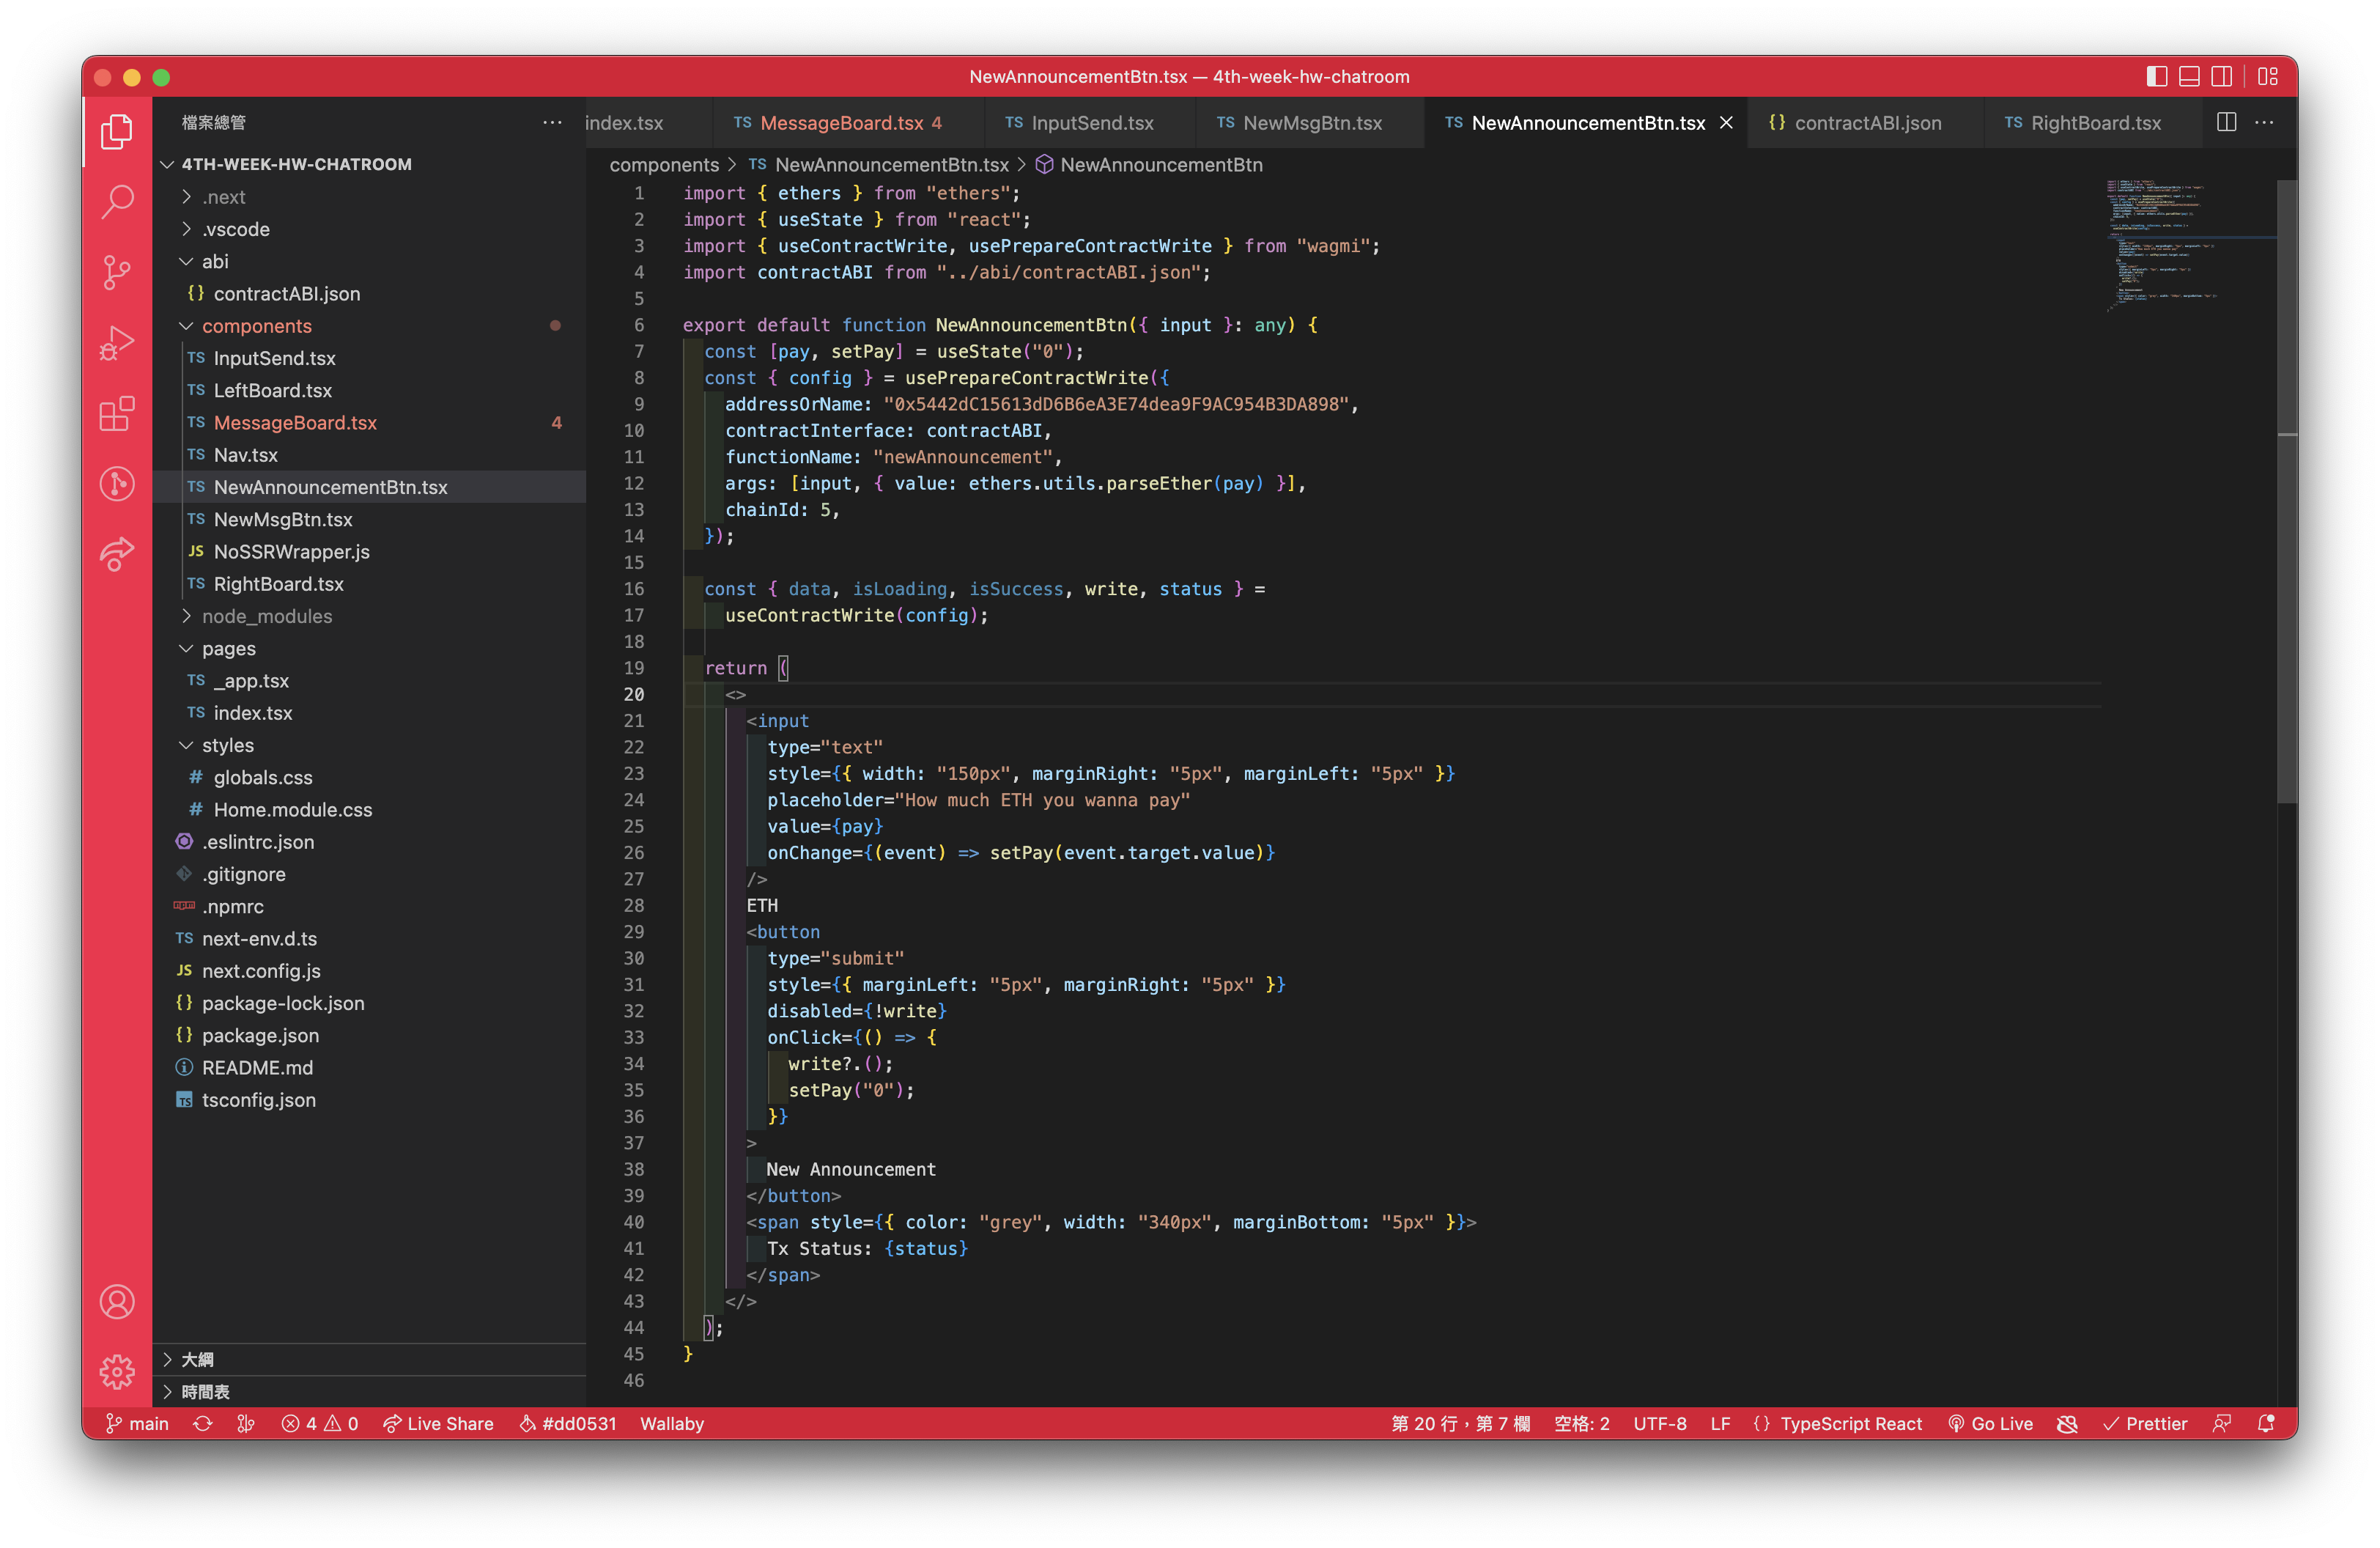 NewAnnouncementBtn.tsx — 4th-week-hw-chatroom
檔案總管
index.tsx
TS MessageBoard.tsx 4
TS InputSend.tsx
TS NewMsgBtn.tsx
TS NewAnnouncementBtn.tsx
{} contractABI.json
TS RightBoard.tsx
components > TS NewAnnouncementBtn.tsx > NewAnnouncementBtn
4TH-WEEK-HW-CHATROOM
.next
.vscode
abi
{} contractABI.json
components
TS InputSend.tsx
TS LeftBoard.tsx
TS MessageBoard.tsx 4
TS Nav.tsx
TS NewAnnouncementBtn.tsx
TS NewMsgBtn.tsx
JS NoSSRWrapper.js
TS RightBoard.tsx
node_modules
pages
TS _app.tsx
TS index.tsx
styles
# globals.css
# Home.module.css
.eslintrc.json
.gitignore
.npmrc
TS next-env.d.ts
JS next.config.js
{} package-lock.json
{} package.json
README.md
TS tsconfig.json
大綱
時間表
1 import { ethers } from "ethers";
2 import { useState } from "react";
3 import { useContractWrite, usePrepareContractWrite } from "wagmi";
4 import contractABI from "../abi/contractABI.json";
5
6 export default function NewAnnouncementBtn({ input }: any) {
7 const [pay, setPay] = useState("0");
8 const { config } = usePrepareContractWrite({
9 addressOrName: "0x5442dC15613dD6B6eA3E74dea9F9AC954B3DA898",
10 contractInterface: contractABI,
11 functionName: "newAnnouncement",
12 args: [input, { value: ethers.utils.parseEther(pay) }],
13 chainId: 5,
14 });
15
16 const { data, isLoading, isSuccess, write, status } =
17 useContractWrite(config);
18
19 return (
20 <>
21 <input
22 type="text"
23 style={{ width: "150px", marginRight: "5px", marginLeft: "5px" }}
24 placeholder="How much ETH you wanna pay"
25 value={pay}
26 onChange={(event) => setPay(event.target.value)}
27 />
28 ETH
29 <button
30 type="submit"
31 style={{ marginLeft: "5px", marginRight: "5px" }}
32 disabled={!write}
33 onClick={() => {
34 write?.();
35 setPay("0");
36 }}
37 >
38 New Announcement
39 </button>
40 <span style={{ color: "grey", width: "340px", marginBottom: "5px" }}>
41 Tx Status: {status}
42 </span>
43 </>
44 );
45 }
46
main 4 0 Live Share #dd0531 Wallaby 第 20 行，第 7 欄 空格: 2 UTF-8 LF {} TypeScript React Go Live Prettier